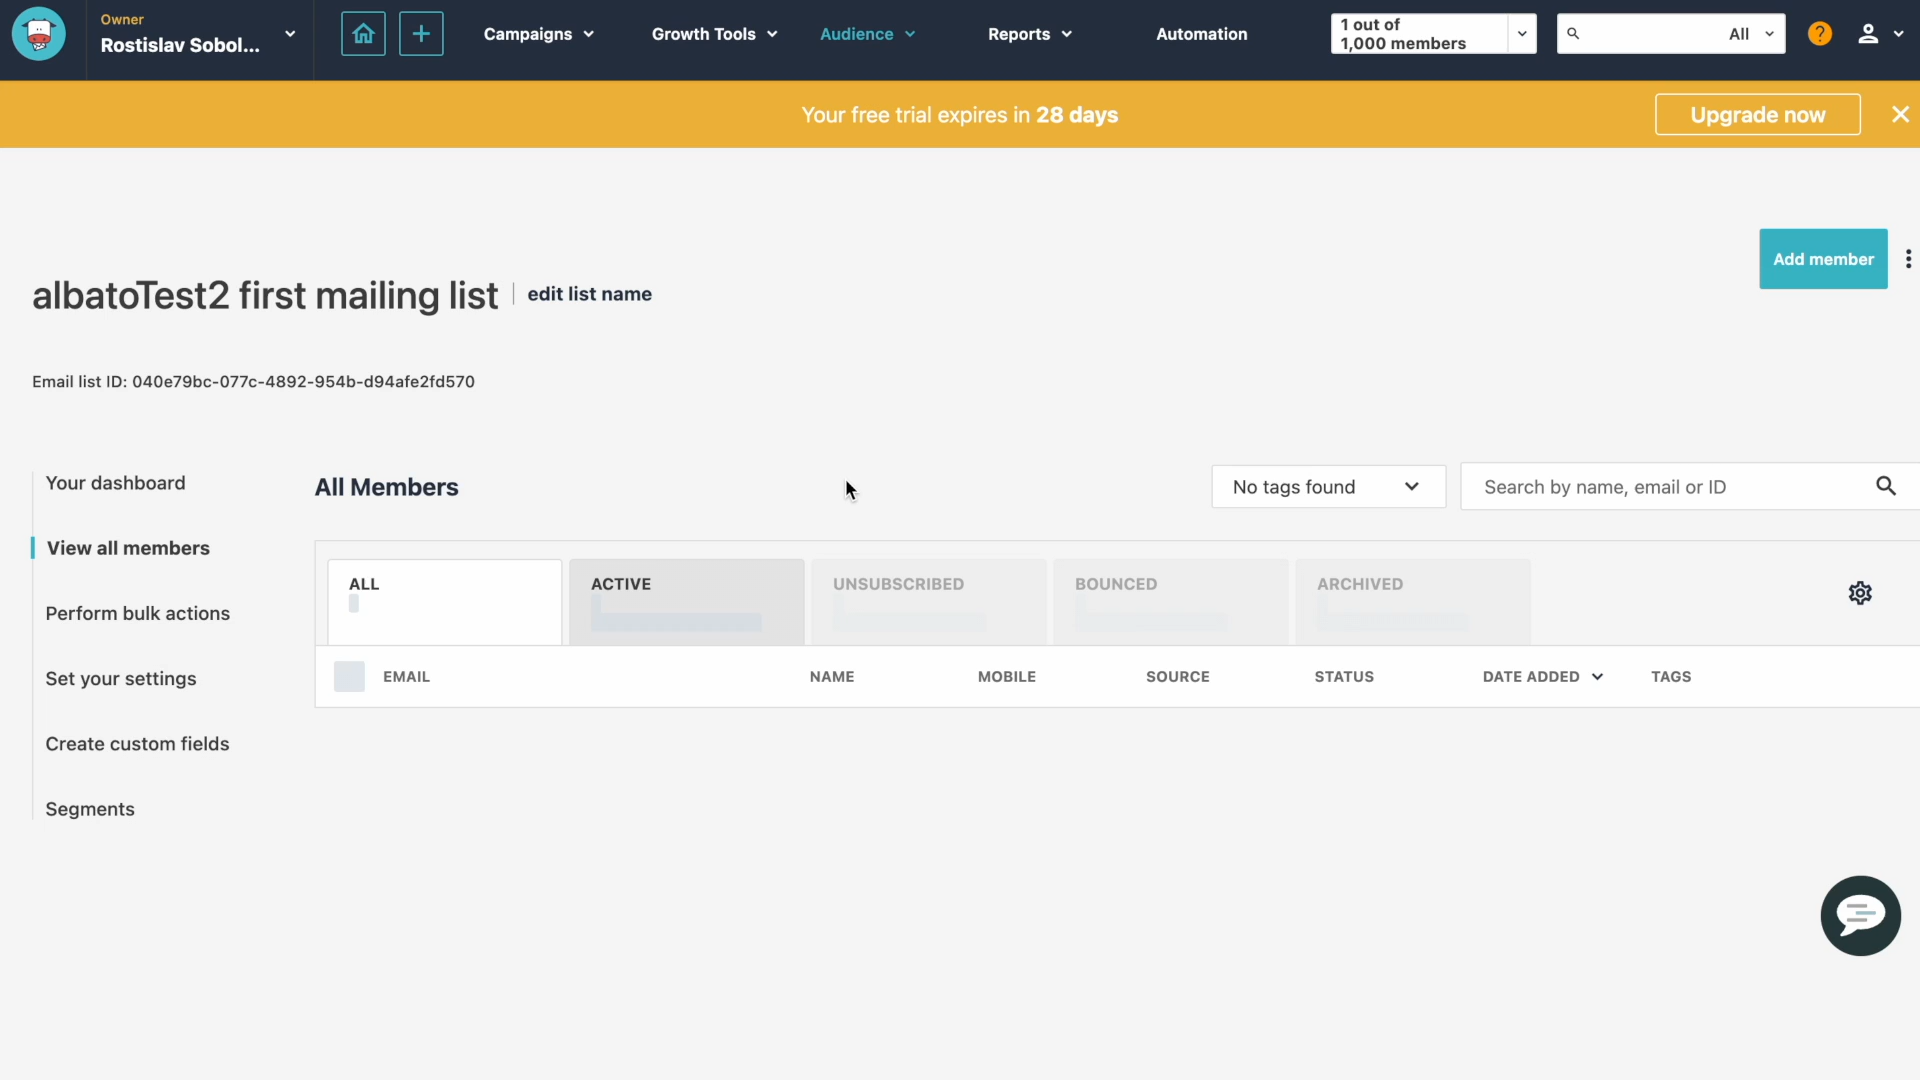 Owner
Rostislav Sobol...
Campaigns
Growth Tools
Audience
Reports
Automation
1 out of
1,000 members
All
?
Your free trial expires in 28 days
Upgrade now
Add member
albatoTest2 first mailing list
edit list name
Email list ID: 040e79bc-077c-4892-954b-d94afe2fd570
Your dashboard
View all members
Perform bulk actions
Set your settings
Create custom fields
Segments
All Members
No tags found
Search by name, email or ID
ALL
ACTIVE
UNSUBSCRIBED
BOUNCED
ARCHIVED
EMAIL
NAME
MOBILE
SOURCE
STATUS
DATE ADDED
TAGS